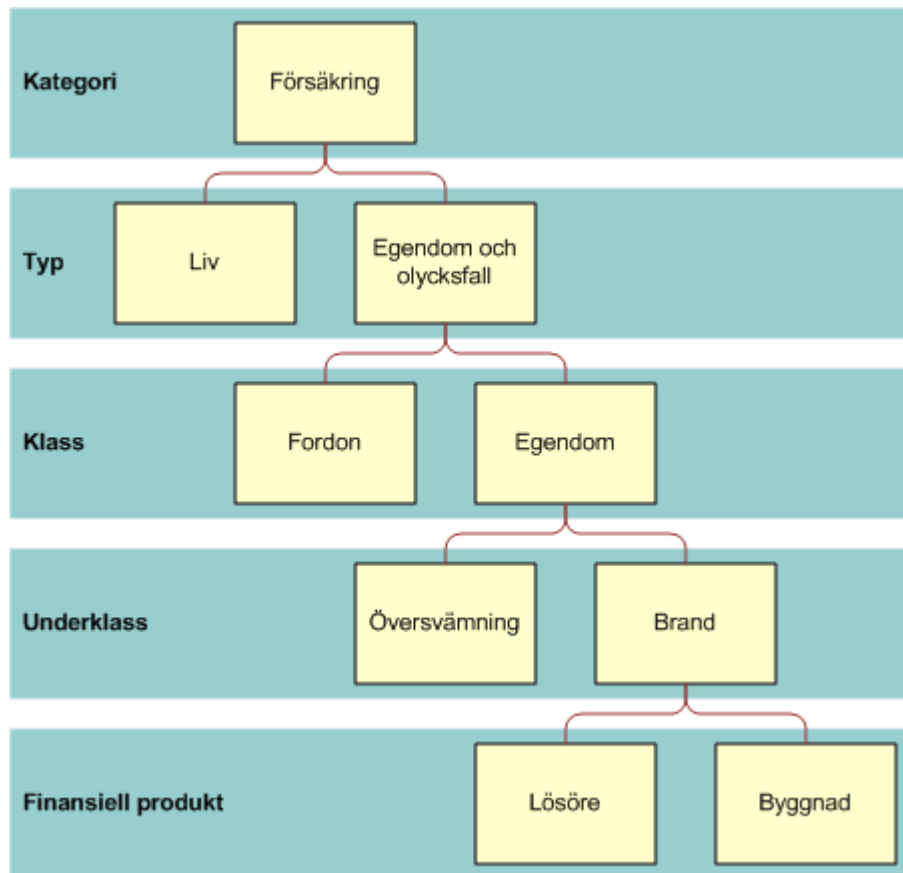 Kategori
Försäkring
Typ
Liv
Egendom och
olycksfall
Klass
Fordon
Egendom
Underklass
Översvämning
Brand
Finansiell produkt
Lösöre
Byggnad